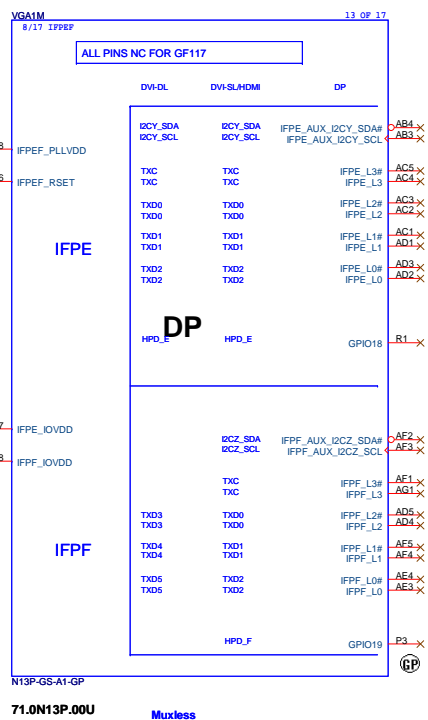 VGA1M 13 OF 17
8/17 IFPEF
ALL PINS NC FOR GF117
DVI-DL DVI-SL/HDMI DP
I2CY_SDA I2CY_SDA IFPE_AUX_I2CY_SDA# AB4
I2CY_SCL I2CY_SCL IFPE_AUX_I2CY_SCL AB3
IFPEF_PLLVDD
TXC TXC IFPE_L3# AC5
TXC TXC IFPE_L3 AC4
IFPEF_RSET
TXD0 TXD0 IFPE_L2# AC3
TXD0 TXD0 IFPE_L2 AC2
TXD1 TXD1 IFPE_L1# AC1
TXD1 TXD1 IFPE_L1 AD1
IFPE
TXD2 TXD2 IFPE_L0# AD3
TXD2 TXD2 IFPE_L0 AD2
DP
HPD_E HPD_E GPIO18 R1
IFPE_IOVDD
I2CZ_SDA IFPF_AUX_I2CZ_SDA# AF2
I2CZ_SCL IFPF_AUX_I2CZ_SCL AF3
IFPF_IOVDD
TXC IFPF_L3# AF1
TXC IFPF_L3 AG1
TXD3 TXD0 IFPF_L2# AD5
TXD3 TXD0 IFPF_L2 AD4
TXD4 TXD1 IFPF_L1# AF5
TXD4 TXD1 IFPF_L1 AF4
IFPF
TXD5 TXD2 IFPF_L0# AE4
TXD5 TXD2 IFPF_L0 AE3
HPD_F GPIO19 P3
GP
N13P-GS-A1-GP
71.0N13P.00U
Muxless